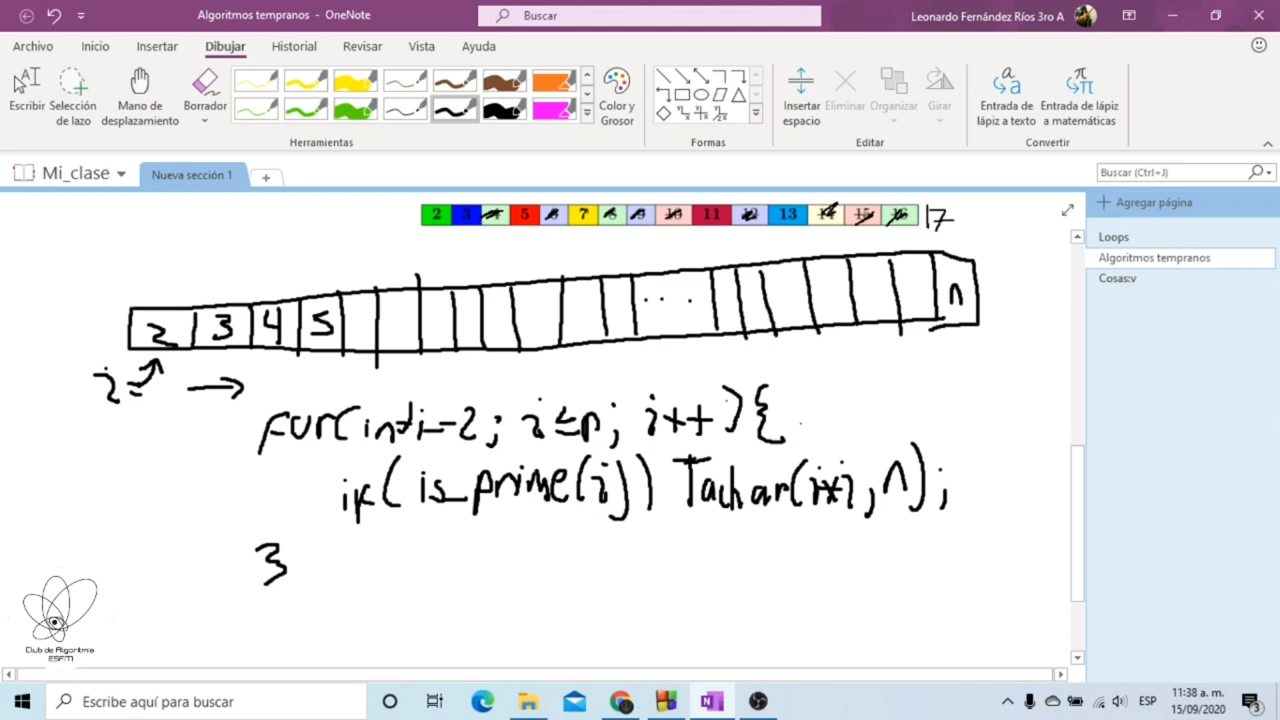 Algoritmos tempranos - OneNote
Buscar
Leonardo Fernández Ríos 3ro A
Archivo Inicio Insertar Dibujar Historial Revisar Vista Ayuda
Escribir
Selección de lazo
Mano de desplazamiento
Borrador
Color y Grosor
Insertar espacio
Eliminar
Organizar
Girar
Entrada de lápiz a texto
Entrada de lápiz a matemáticas
Herramientas
Formas
Editar
Convertir
Mi_clase
Nueva sección 1
Buscar (Ctrl+J)
Agregar página
Loops
Algoritmos tempranos
Cosas:v
2 3 4 5 6 7 8 9 10 11 12 13 14 15 16 17
2 3 4 5 ... n
i = →
for(int i=2; i≤n; i++){
if( is_prime(i)) Tachar(i*i, n);
}
Club de Algoritmia
ESFM
Escribe aquí para buscar
ESP
11:38 a. m.
15/09/2020
3